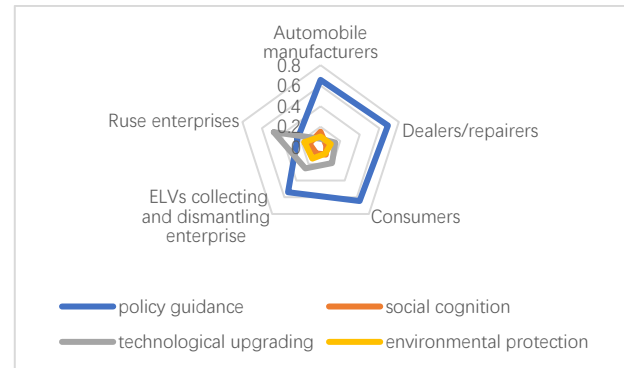 Automobile
manufacturers
0.8
0.6
0.4
0.2
0
Ruse enterprises
Dealers/repairers
ELVs collecting
and dismantling
enterprise
Consumers
policy guidance
social cognition
technological upgrading
environmental protection